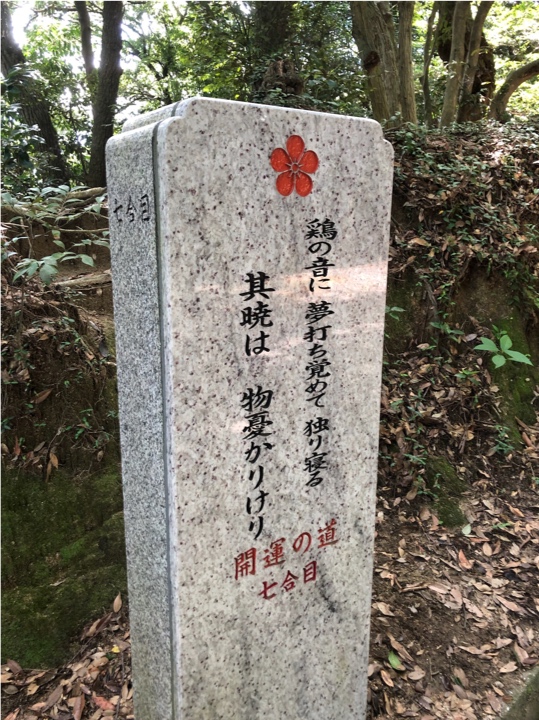 七合目
鶏の音に 夢打ち覚めて 独り寝る
其暁は 物憂かりけり
開運の道
七合目